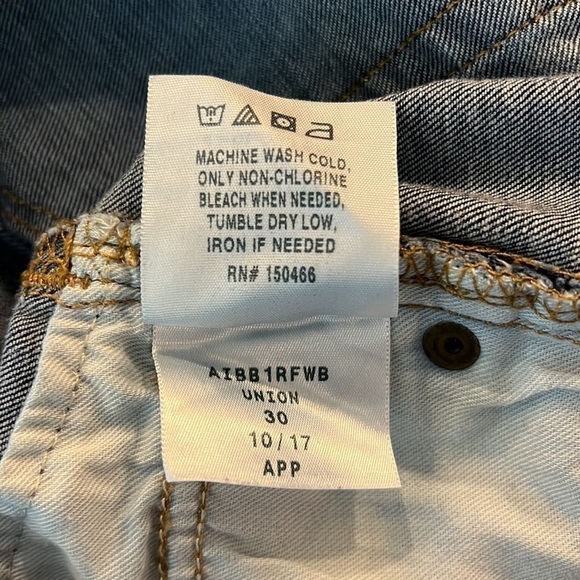 MACHINE WASH COLD,
ONLY NON-CHLORINE
BLEACH WHEN NEEDED,
TUMBLE DRY LOW,
IRON IF NEEDED
RN# 150466
AIBB1RFWB
UNION
30
10/17
APP